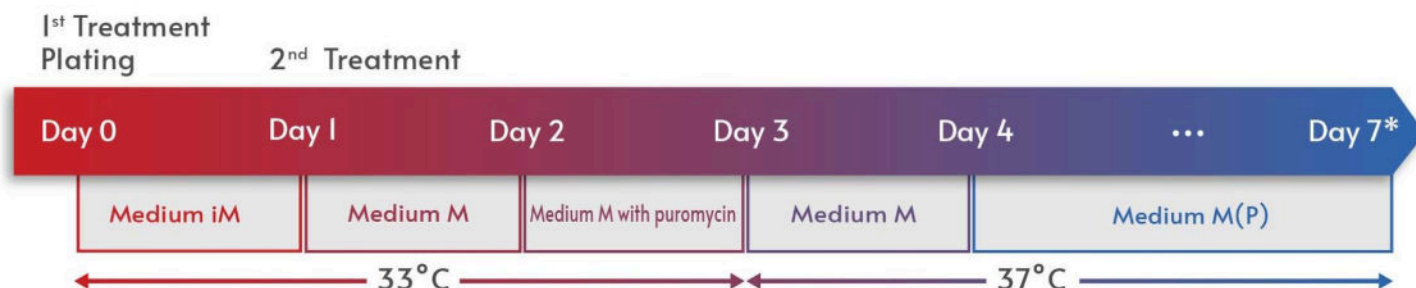 1st Treatment
Plating
2nd Treatment
Day 0
Day 1
Day 2
Day 3
Day 4
...
Day 7*
Medium iM
Medium M
Medium M with puromycin
Medium M
Medium M(P)
33°C
37°C